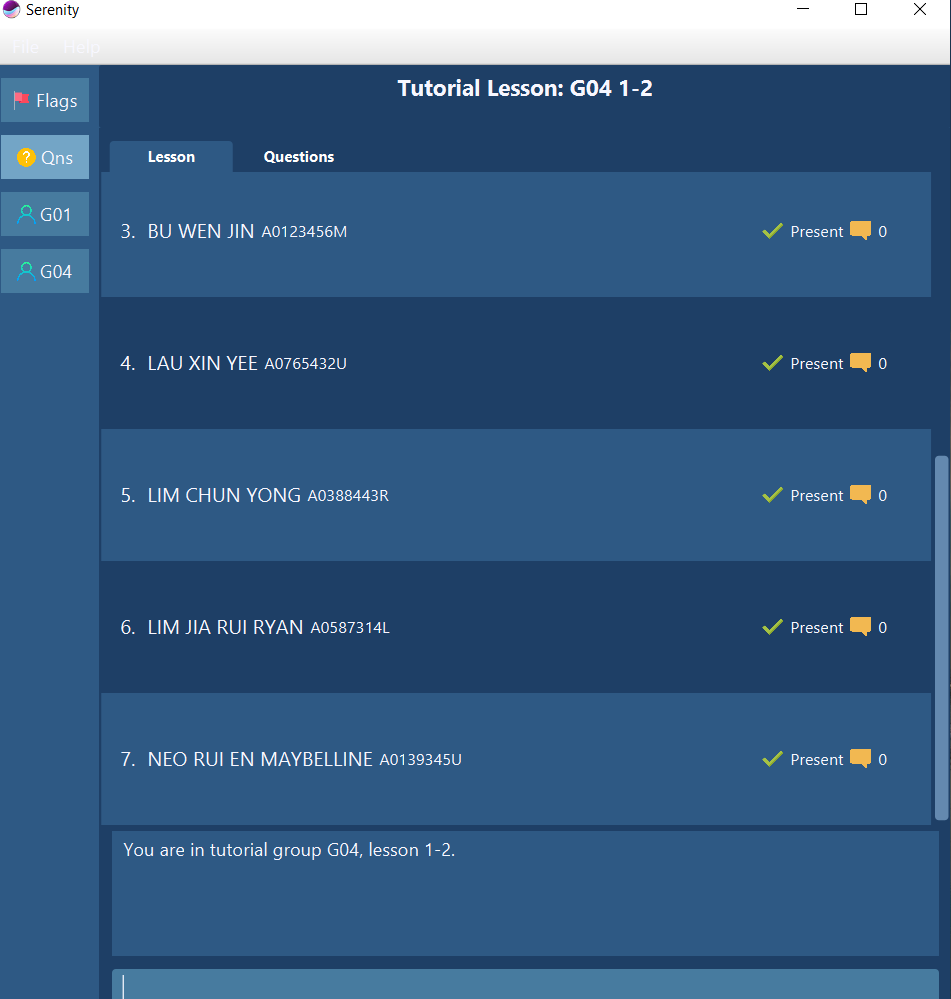 Serenity
File Help
Tutorial Lesson: G04 1-2
Flags
Qns
G01
G04
Lesson Questions
3. BU WEN JIN A0123456M Present 0
4. LAU XIN YEE A0765432U Present 0
5. LIM CHUN YONG A0388443R Present 0
6. LIM JIA RUI RYAN A0587314L Present 0
7. NEO RUI EN MAYBELLINE A0139345U Present 0
You are in tutorial group G04, lesson 1-2.